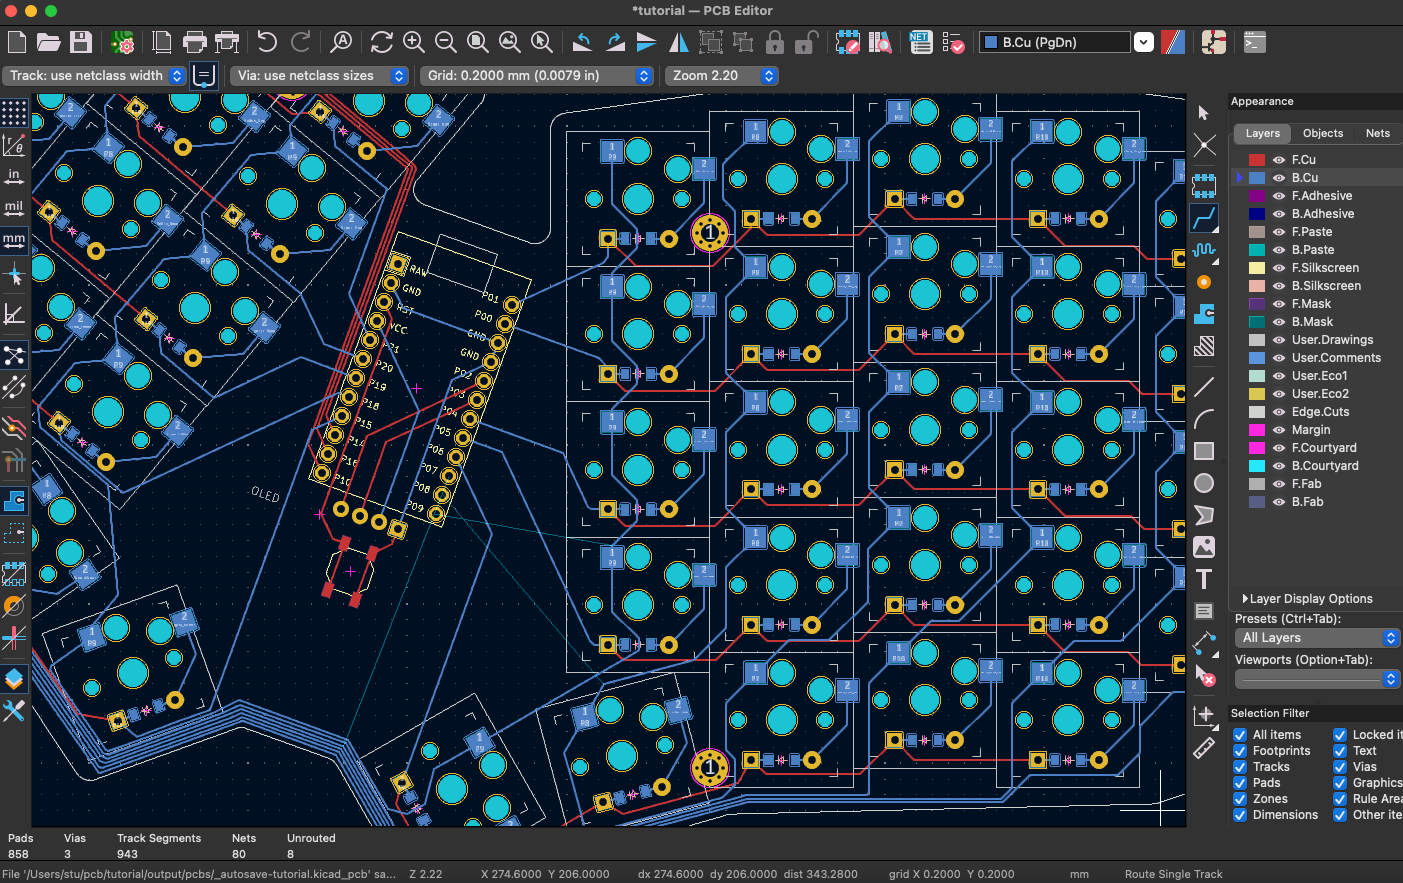 *tutorial — PCB Editor
B.Cu (PgDn)
Track: use netclass width
Via: use netclass sizes
Grid: 0.2000 mm (0.0079 in)
Zoom 2.20
in
mil
mm
NET
RAW
GND
RST
VCC
P21
P20
P19
P18
P15
P14
P16
P10
P01
P00
GND
GND
P02
P03
P04
P05
P06
P07
P08
P09
OLED
1
1
Appearance
Layers
Objects
Nets
F.Cu
B.Cu
F.Adhesive
B.Adhesive
F.Paste
B.Paste
F.Silkscreen
B.Silkscreen
F.Mask
B.Mask
User.Drawings
User.Comments
User.Eco1
User.Eco2
Edge.Cuts
Margin
F.Courtyard
B.Courtyard
F.Fab
B.Fab
Layer Display Options
Presets (Ctrl+Tab):
All Layers
Viewports (Option+Tab):
Selection Filter
All items
Locked it
Footprints
Text
Tracks
Vias
Pads
Graphics
Zones
Rule Area
Dimensions
Other ite
Pads
Vias
Track Segments
Nets
Unrouted
858
3
943
80
8
File '/Users/stu/pcb/tutorial/output/pcbs/_autosave-tutorial.kicad_pcb' sa...
Z 2.22
X 274.6000 Y 206.0000
dx 274.6000 dy 206.0000 dist 343.2800
grid X 0.2000 Y 0.2000
mm
Route Single Track